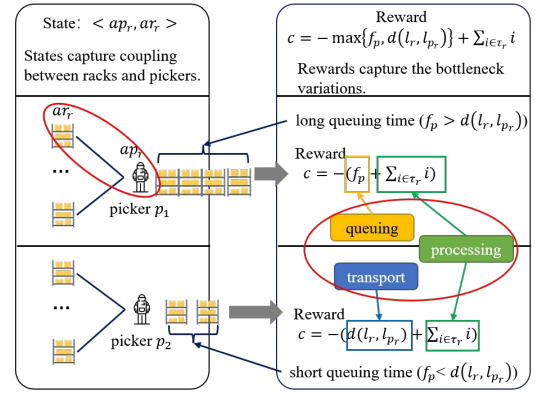 State: < ap_r, ar_r >
States capture coupling
between racks and pickers.
ar_r
ap_r
...
picker p_1
...
picker p_2
Reward
c = − max{f_p, d(l_r, l_{p_r})} + ∑_{i∈τ_r} i
Rewards capture the bottleneck
variations.
long queuing time (f_p > d(l_r, l_{p_r}))
Reward
c = −(f_p + ∑_{i∈τ_r} i)
queuing
processing
transport
Reward
c = −(d(l_r, l_{p_r}) + ∑_{i∈τ_r} i)
short queuing time (f_p< d(l_r, l_{p_r}))